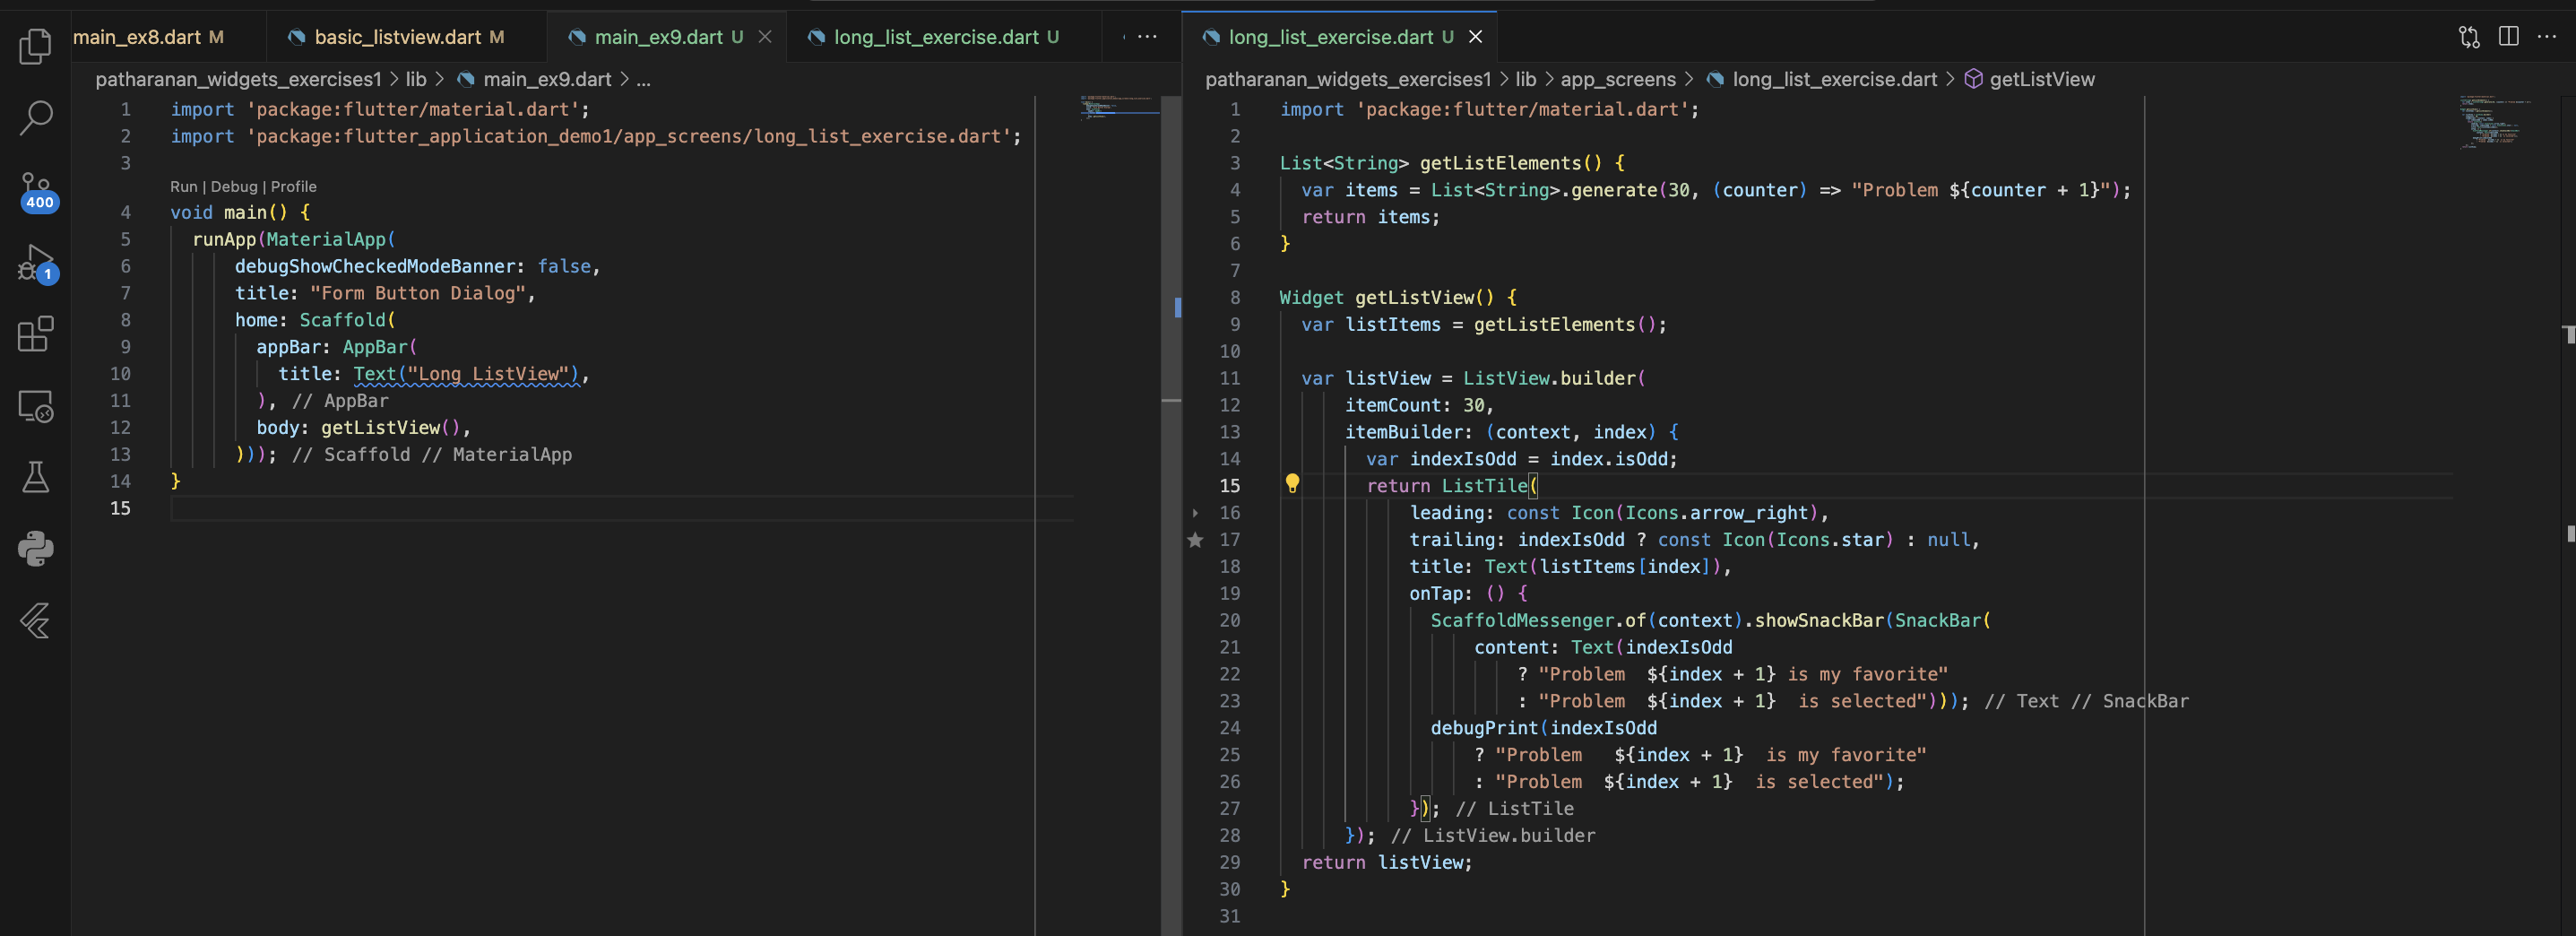 main_ex8.dart M
basic_listview.dart M
main_ex9.dart U
long_list_exercise.dart U
...
long_list_exercise.dart U
...
patharanan_widgets_exercises1 > lib > main_ex9.dart > ...
patharanan_widgets_exercises1 > lib > app_screens > long_list_exercise.dart > getListView
400
1
1 import 'package:flutter/material.dart';
2 import 'package:flutter_application_demo1/app_screens/long_list_exercise.dart';
3
Run | Debug | Profile
4 void main() {
5   runApp(MaterialApp(
6       debugShowCheckedModeBanner: false,
7       title: "Form Button Dialog",
8       home: Scaffold(
9         appBar: AppBar(
10           title: Text("Long ListView"),
11         ), // AppBar
12         body: getListView(),
13       ))); // Scaffold // MaterialApp
14 }
15
1 import 'package:flutter/material.dart';
2
3 List<String> getListElements() {
4   var items = List<String>.generate(30, (counter) => "Problem ${counter + 1}");
5   return items;
6 }
7
8 Widget getListView() {
9   var listItems = getListElements();
10
11   var listView = ListView.builder(
12       itemCount: 30,
13       itemBuilder: (context, index) {
14         var indexIsOdd = index.isOdd;
15         return ListTile(
16             leading: const Icon(Icons.arrow_right),
17             trailing: indexIsOdd ? const Icon(Icons.star) : null,
18             title: Text(listItems[index]),
19             onTap: () {
20               ScaffoldMessenger.of(context).showSnackBar(SnackBar(
21                   content: Text(indexIsOdd
22                       ? "Problem  ${index + 1} is my favorite"
23                       : "Problem  ${index + 1}  is selected"))); // Text // SnackBar
24               debugPrint(indexIsOdd
25                   ? "Problem   ${index + 1}  is my favorite"
26                   : "Problem  ${index + 1}  is selected");
27             }); // ListTile
28       }); // ListView.builder
29   return listView;
30 }
31